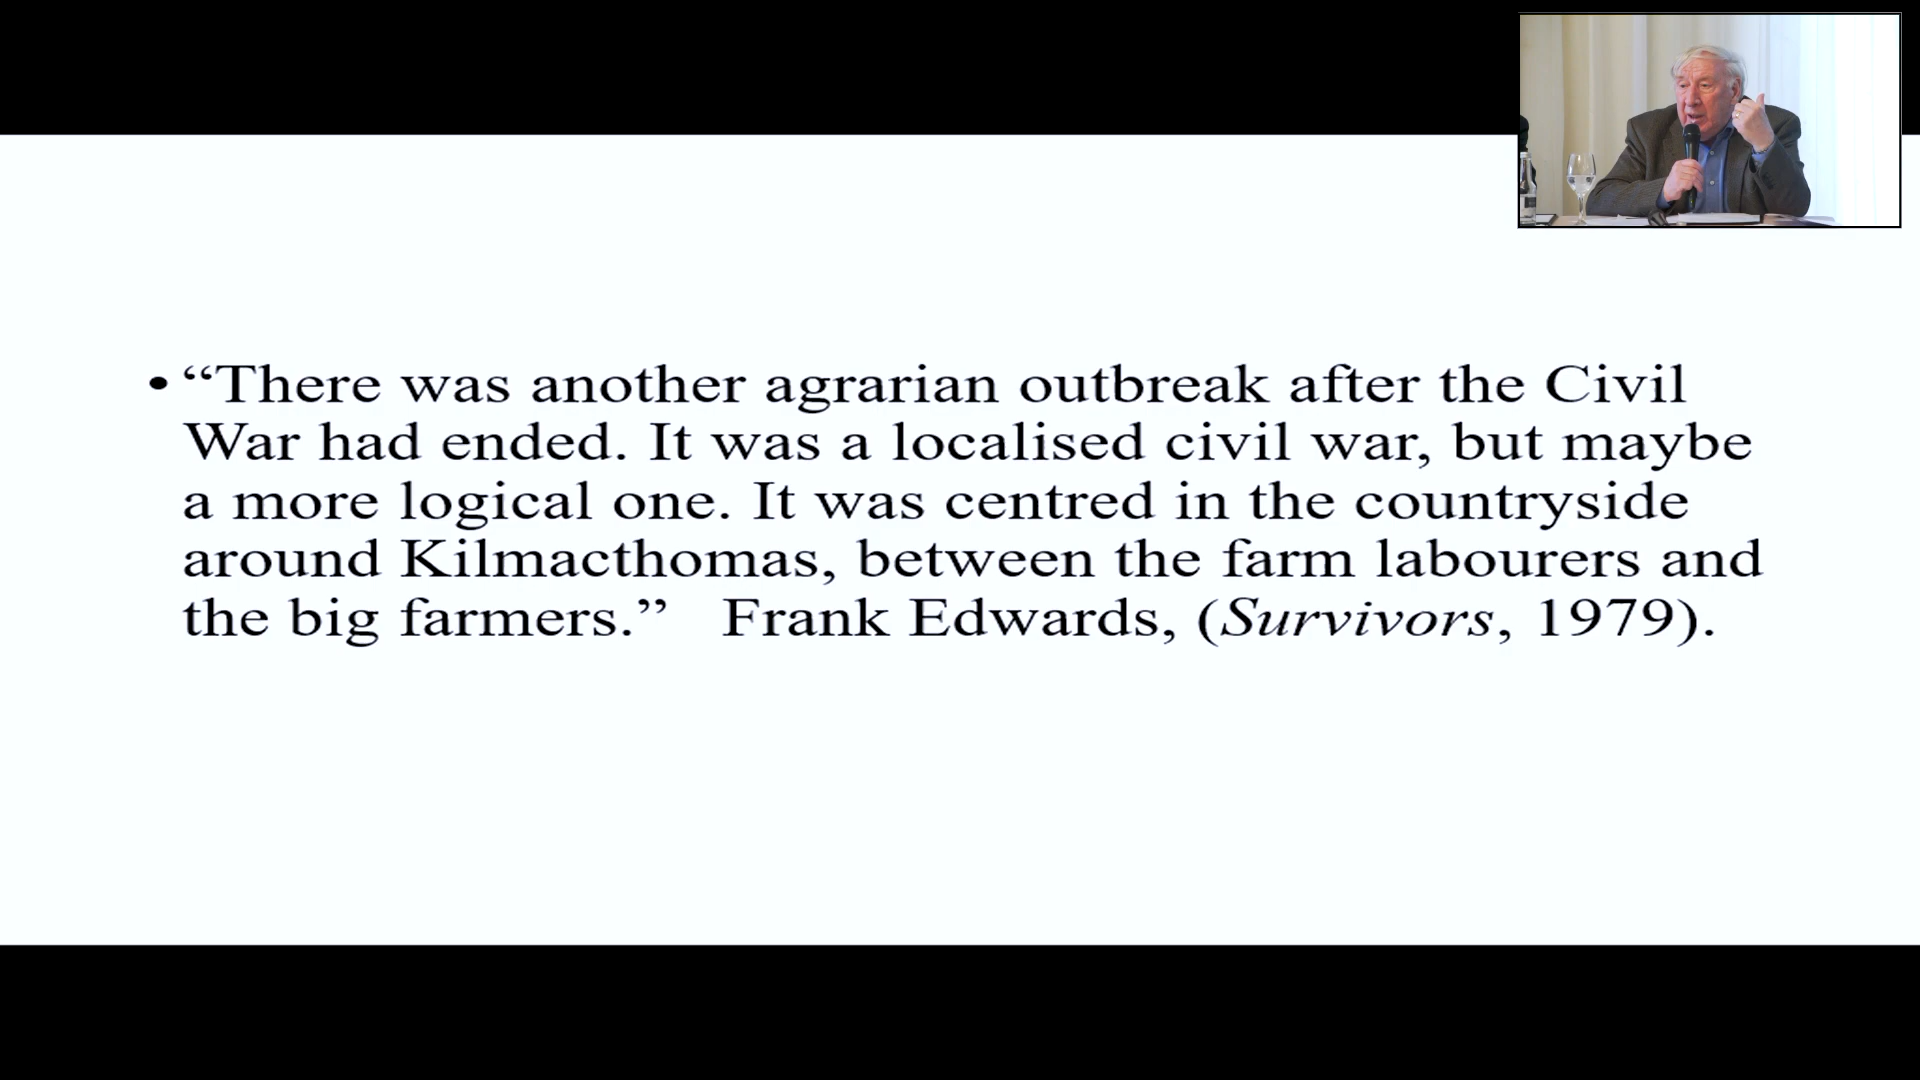 • “There was another agrarian outbreak after the Civil
War had ended. It was a localised civil war, but maybe
a more logical one. It was centred in the countryside
around Kilmacthomas, between the farm labourers and
the big farmers.” Frank Edwards, (Survivors, 1979).